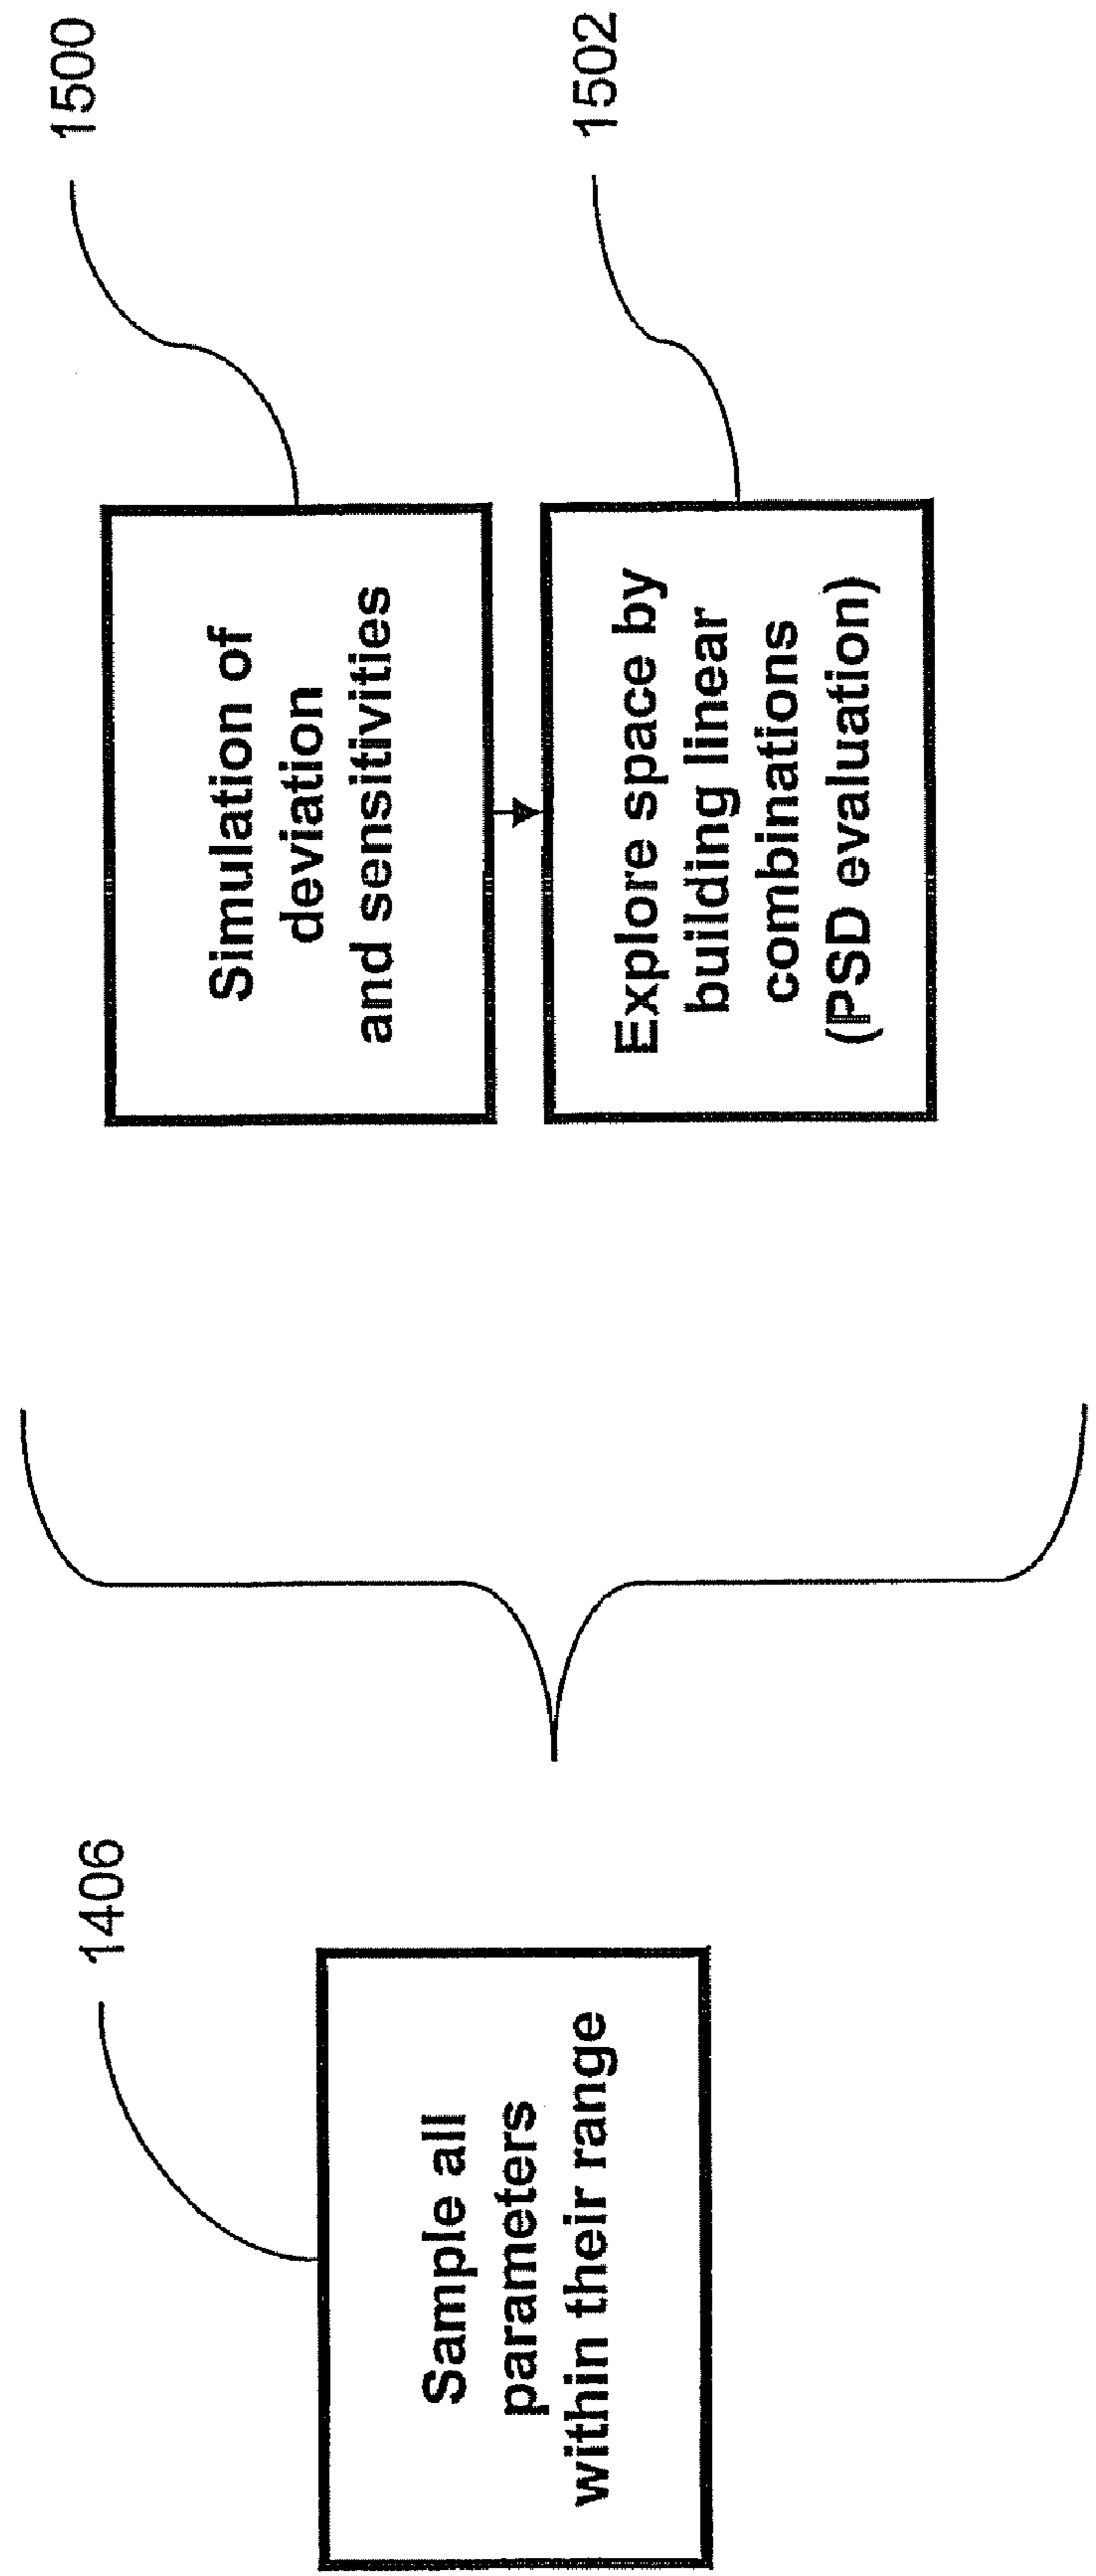 1406
Sample all
parameters
within their range
1500
Simulation of
deviation
and sensitivities
1502
Explore space by
building linear
combinations
(PSD evaluation)